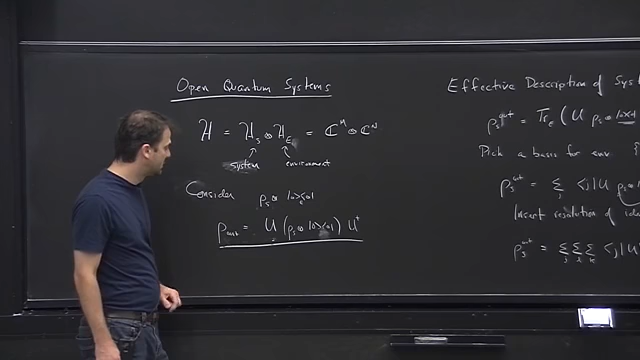 Open Quantum Systems
ℋ = ℋ_S ⊗ ℋ_E = ℂ^M ⊗ ℂ^N
system environment
Consider ρ_S ⊗ |0><0|
ρ_out = U (ρ_S ⊗ |0><0|) U†
Effective Description of Sys
ρ_S^out = Tr_E ( U ρ_S ⊗ |0><0|
Pick a basis for env. {
ρ_S^out = Σ_j <j| U ρ_S ⊗ |0
Insert resolution of ide
ρ_S^out = Σ_j Σ Σ_k <j| U